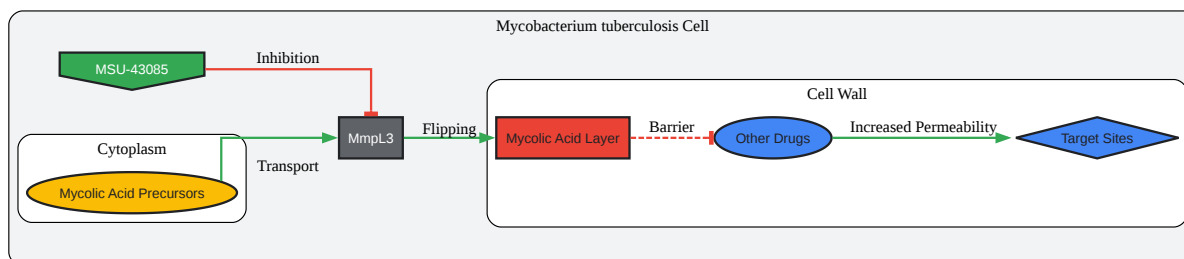 Mycobacterium tuberculosis Cell
MSU-43085
Inhibition
Cell Wall
MmpL3
Flipping
Mycolic Acid Layer
Barrier
Other Drugs
Increased Permeability
Target Sites
Cytoplasm
Transport
Mycolic Acid Precursors